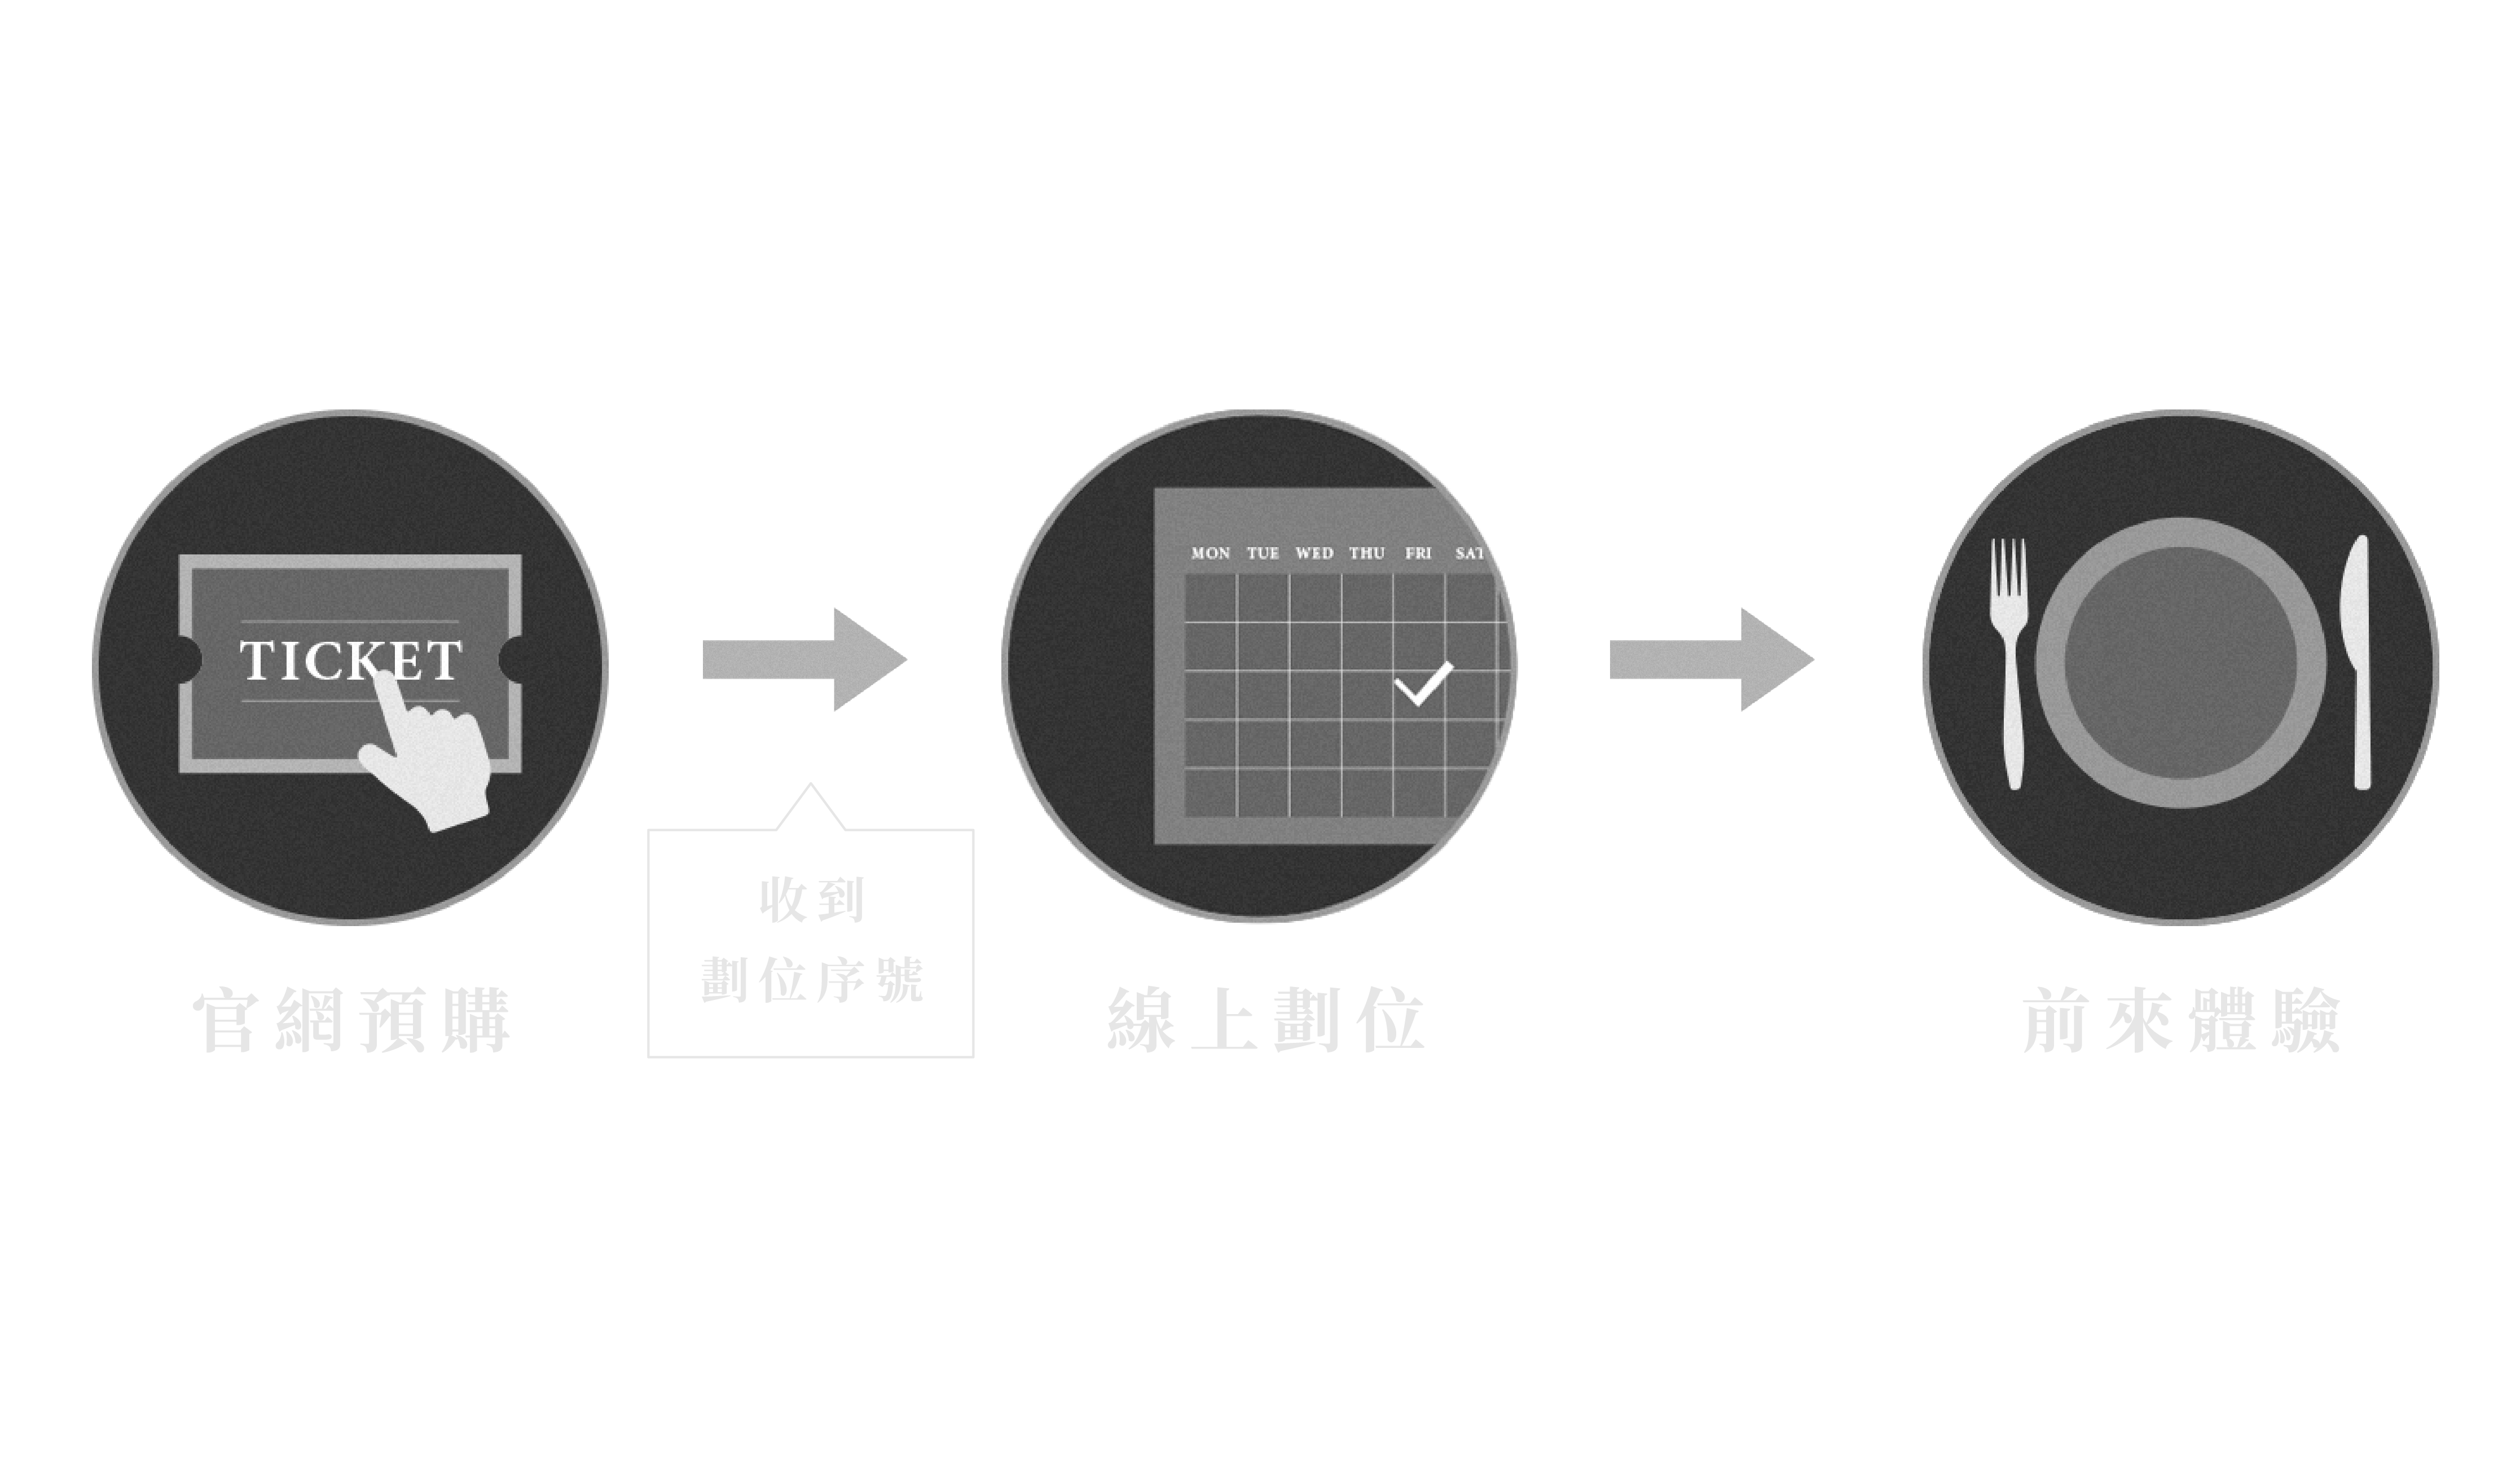 TICKET
官網預購
收到
劃位序號
MON TUE WED THU FRI SAT
線上劃位
前來體驗